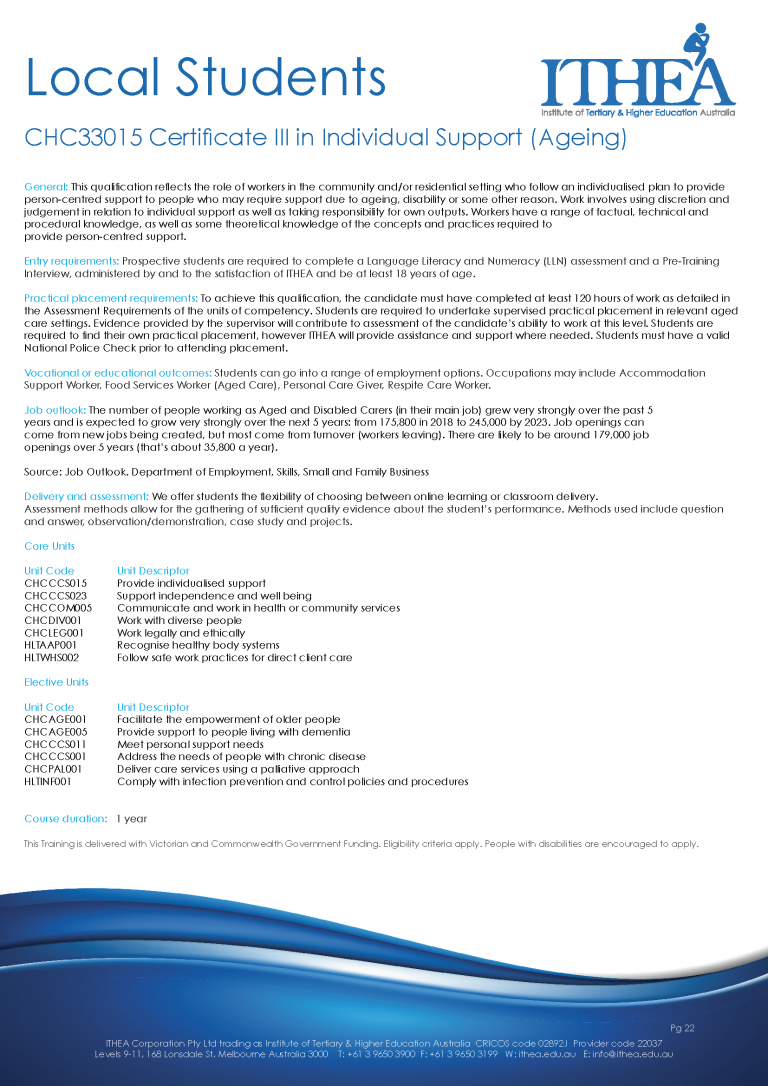 Local Students
ITHEA
Institute of Tertiary & Higher Education Australia
CHC33015 Certificate III in Individual Support (Ageing)
General: This qualification reflects the role of workers in the community and/or residential setting who follow an individualised plan to provide
person-centred support to people who may require support due to ageing, disability or some other reason. Work involves using discretion and
judgement in relation to individual support as well as taking responsibility for own outputs. Workers have a range of factual, technical and
procedural knowledge, as well as some theoretical knowledge of the concepts and practices required to
provide person-centred support.
Entry requirements: Prospective students are required to complete a Language Literacy and Numeracy (LLN) assessment and a Pre-Training
Interview, administered by and to the satisfaction of ITHEA and be at least 18 years of age.
Practical placement requirements: To achieve this qualification, the candidate must have completed at least 120 hours of work as detailed in
the Assessment Requirements of the units of competency. Students are required to undertake supervised practical placement in relevant aged
care settings. Evidence provided by the supervisor will contribute to assessment of the candidate's ability to work at this level. Students are
required to find their own practical placement, however ITHEA will provide assistance and support where needed. Students must have a valid
National Police Check prior to attending placement.
Vocational or educational outcomes: Students can go into a range of employment options. Occupations may include Accommodation
Support Worker, Food Services Worker (Aged Care), Personal Care Giver, Respite Care Worker.
Job outlook: The number of people working as Aged and Disabled Carers (in their main job) grew very strongly over the past 5
years and is expected to grow very strongly over the next 5 years: from 175,800 in 2018 to 245,000 by 2023. Job openings can
come from new jobs being created, but most come from turnover (workers leaving). There are likely to be around 179,000 job
openings over 5 years (that's about 35,800 a year).
Source: Job Outlook. Department of Employment, Skills, Small and Family Business
Delivery and assessment: We offer students the flexibility of choosing between online learning or classroom delivery.
Assessment methods allow for the gathering of sufficient quality evidence about the student's performance. Methods used include question
and answer, observation/demonstration, case study and projects.
Core Units
Unit Code Unit Descriptor
CHCCCS015 Provide individualised support
CHCCCS023 Support independence and well being
CHCCOM005 Communicate and work in health or community services
CHCDIV001 Work with diverse people
CHCLEG001 Work legally and ethically
HLTAAP001 Recognise healthy body systems
HLTWHS002 Follow safe work practices for direct client care
Elective Units
Unit Code Unit Descriptor
CHCAGE001 Facilitate the empowerment of older people
CHCAGE005 Provide support to people living with dementia
CHCCCS011 Meet personal support needs
CHCCCS001 Address the needs of people with chronic disease
CHCPAL001 Deliver care services using a palliative approach
HLTINF001 Comply with infection prevention and control policies and procedures
Course duration: 1 year
This Training is delivered with Victorian and Commonwealth Government Funding. Eligibility criteria apply. People with disabilities are encouraged to apply.
Pg 22
ITHEA Corporation Pty Ltd trading as Institute of Tertiary & Higher Education Australia CRICOS code 02892J Provider code 22037
Levels 9-11, 168 Lonsdale St. Melbourne Australia 3000 T: +61 3 9650 3900 F: +61 3 9650 3199 W: ithea.edu.au E: info@ithea.edu.au